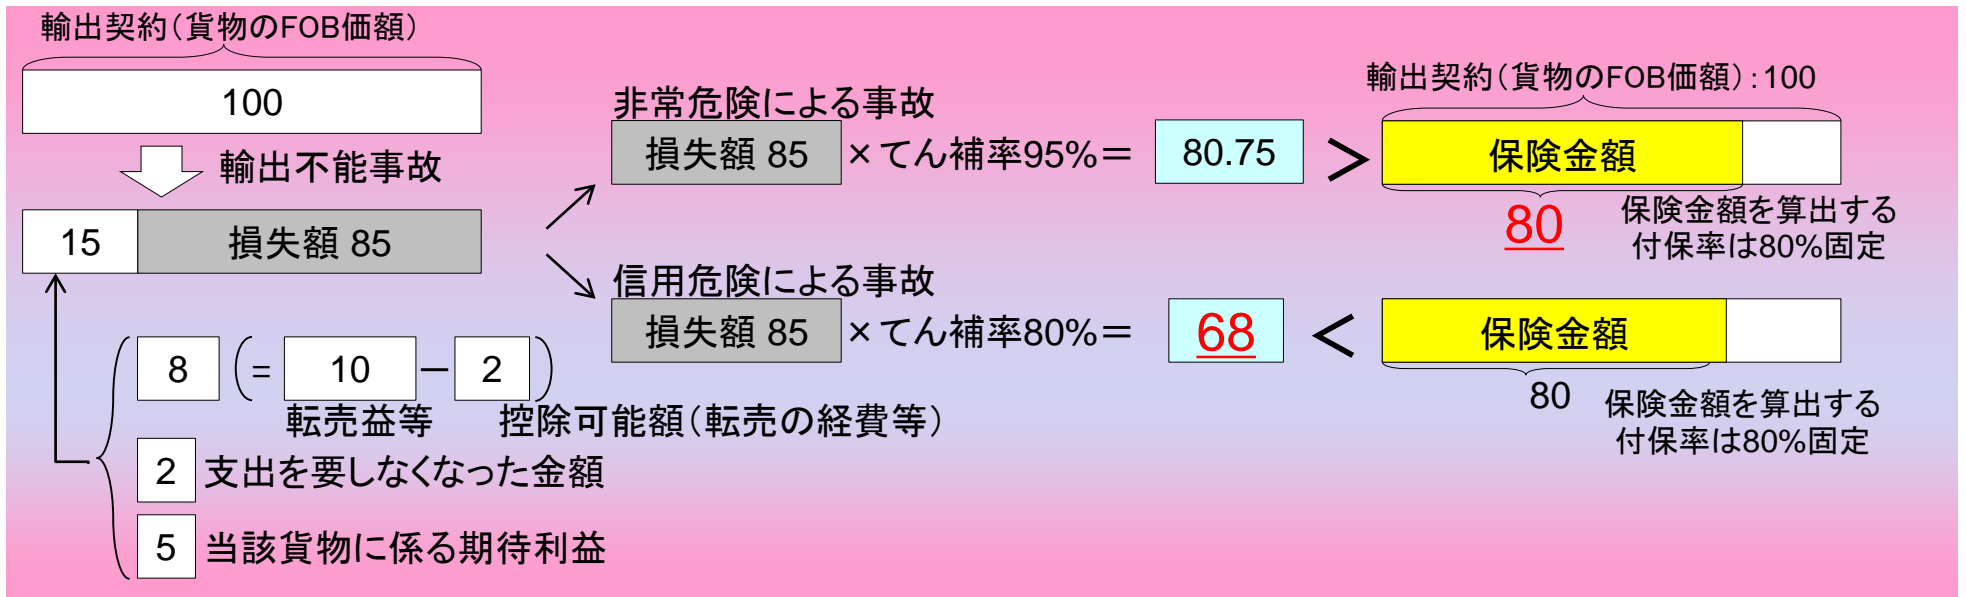 輸出契約（貨物のFOB価額）
100
輸出不能事故
15 損失額 85
8 （＝ 10 － 2 ）
転売益等 控除可能額（転売の経費等）
2 支出を要しなくなった金額
5 当該貨物に係る期待利益
非常危険による事故
損失額 85 ×てん補率95%＝ 80.75 ＞
輸出契約（貨物のFOB価額）：100
保険金額
80
保険金額を算出する
付保率は80%固定
信用危険による事故
損失額 85 ×てん補率80%＝ 68 ＜
保険金額
80
保険金額を算出する
付保率は80%固定